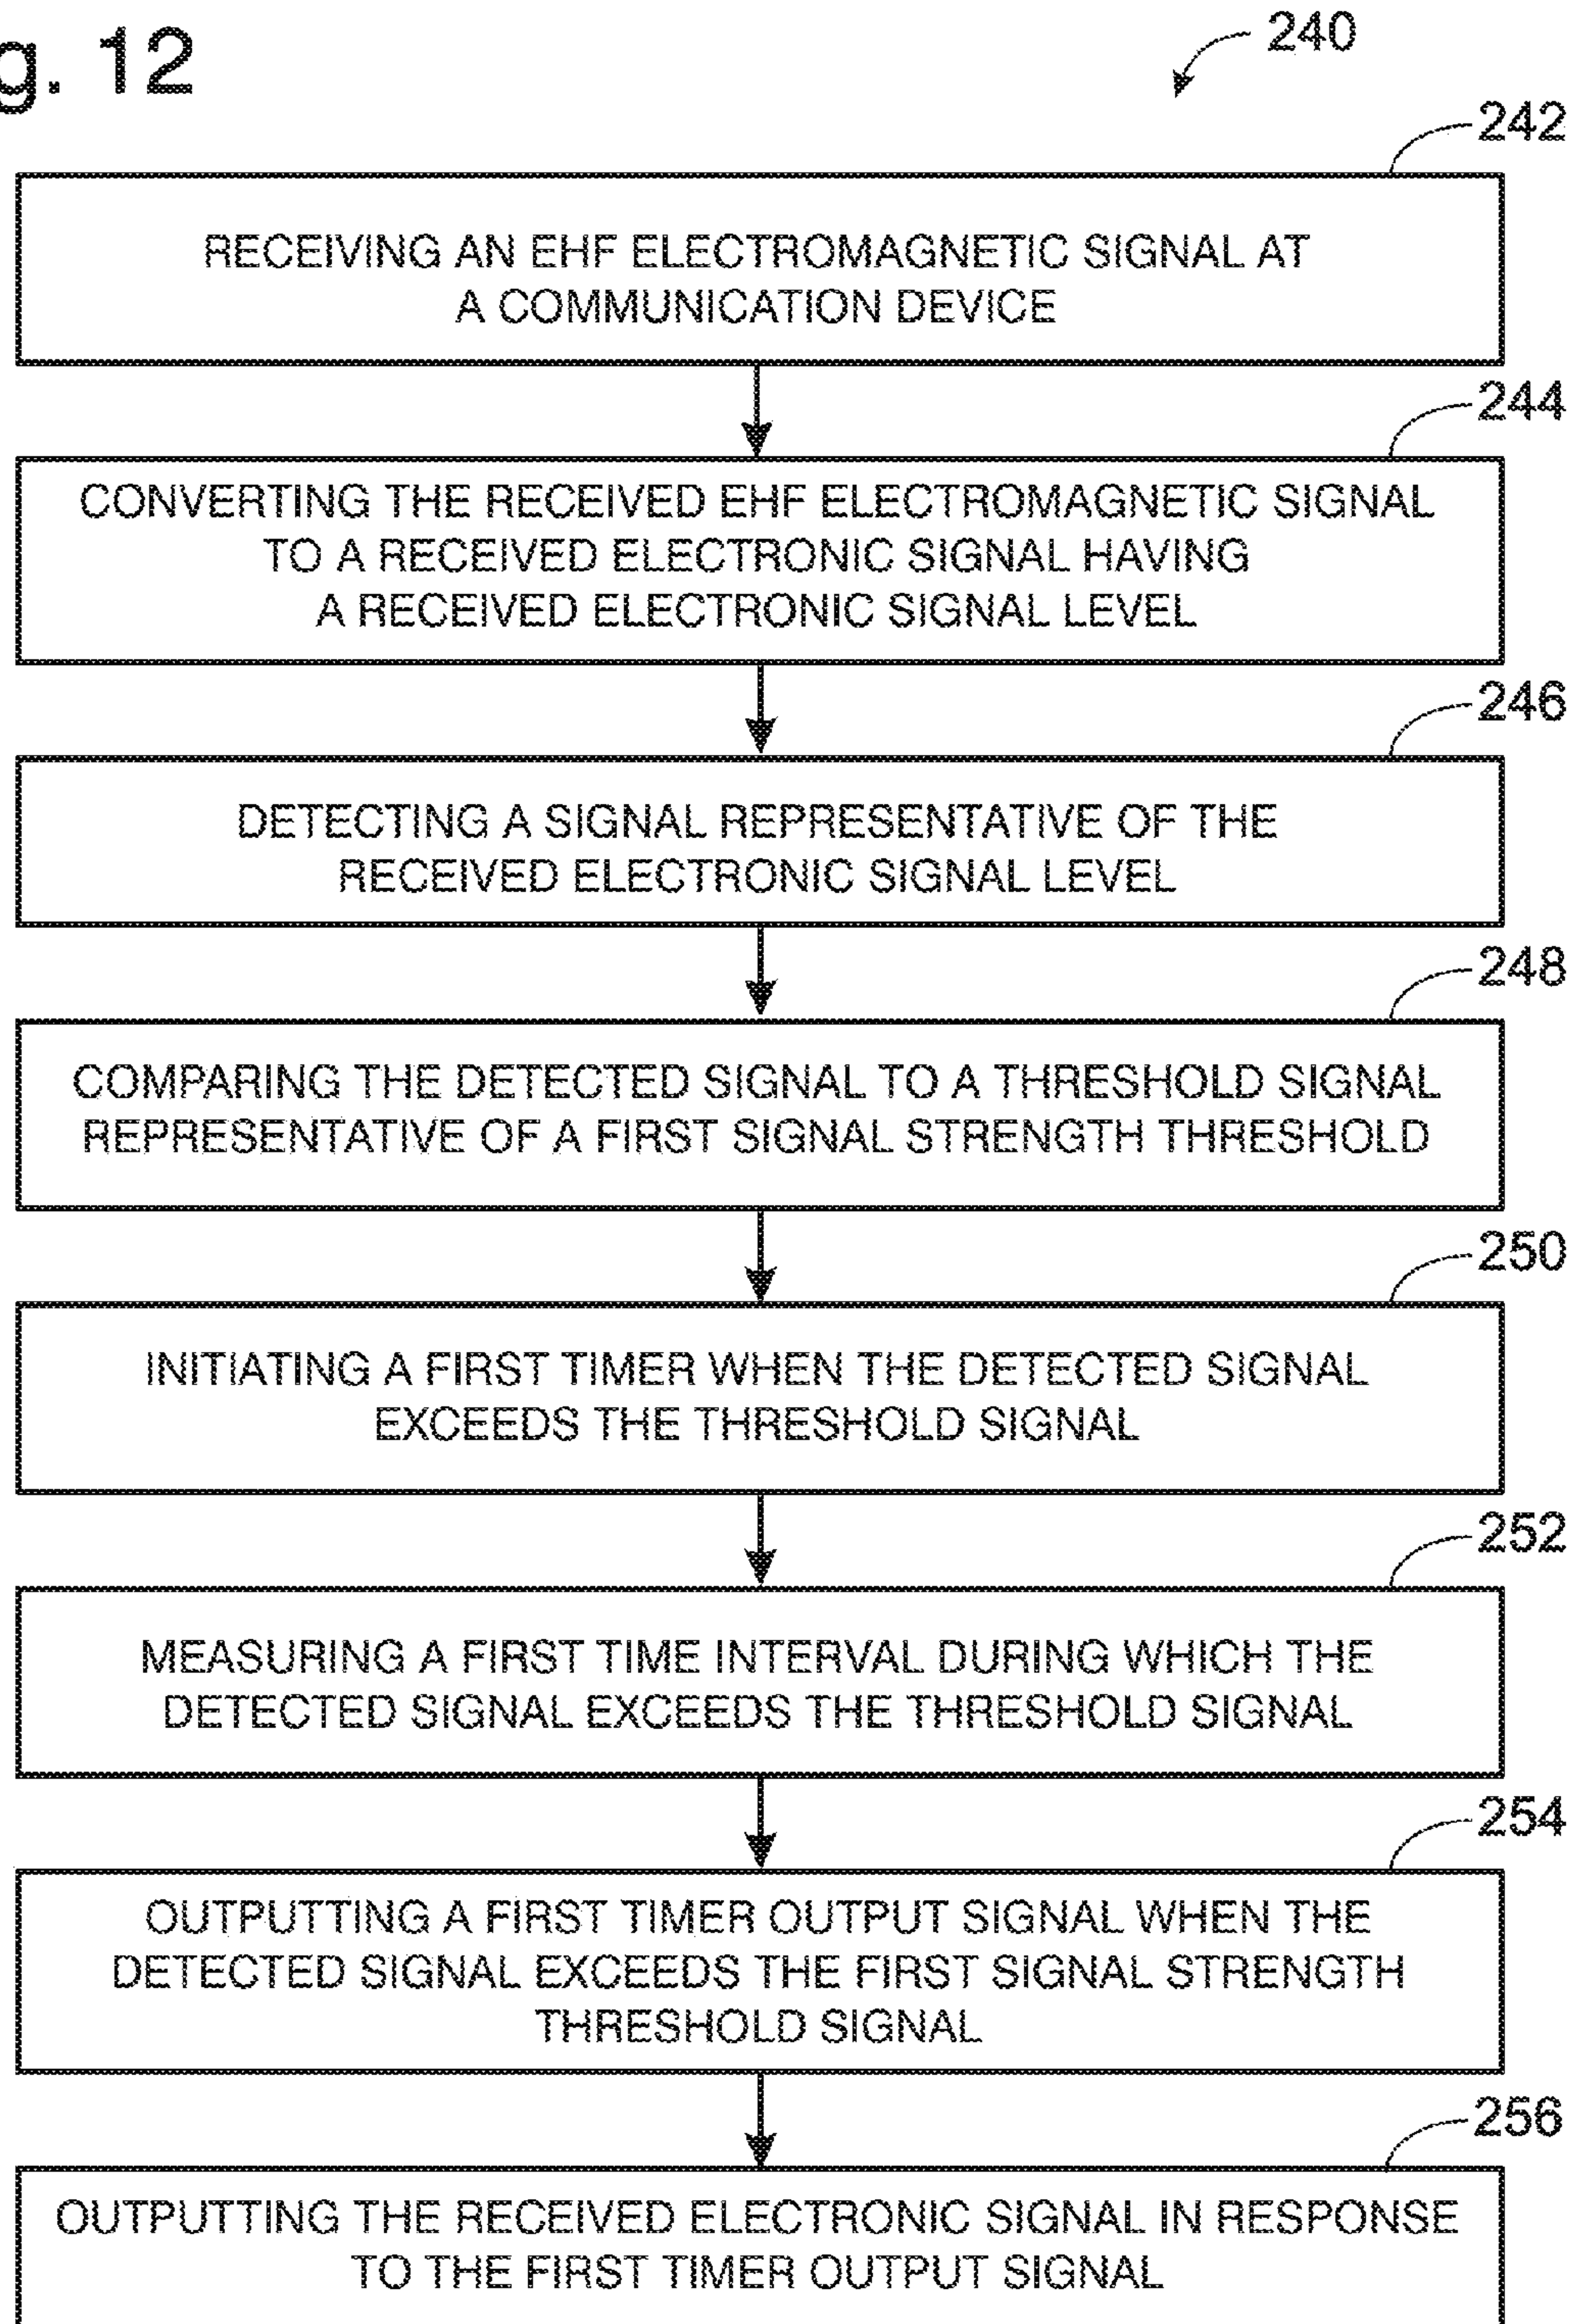 g. 12
240
242
RECEIVING AN EHF ELECTROMAGNETIC SIGNAL AT
A COMMUNICATION DEVICE
244
CONVERTING THE RECEIVED EHF ELECTROMAGNETIC SIGNAL
TO A RECEIVED ELECTRONIC SIGNAL HAVING
A RECEIVED ELECTRONIC SIGNAL LEVEL
246
DETECTING A SIGNAL REPRESENTATIVE OF THE
RECEIVED ELECTRONIC SIGNAL LEVEL
248
COMPARING THE DETECTED SIGNAL TO A THRESHOLD SIGNAL
REPRESENTATIVE OF A FIRST SIGNAL STRENGTH THRESHOLD
250
INITIATING A FIRST TIMER WHEN THE DETECTED SIGNAL
EXCEEDS THE THRESHOLD SIGNAL
252
MEASURING A FIRST TIME INTERVAL DURING WHICH THE
DETECTED SIGNAL EXCEEDS THE THRESHOLD SIGNAL
254
OUTPUTTING A FIRST TIMER OUTPUT SIGNAL WHEN THE
DETECTED SIGNAL EXCEEDS THE FIRST SIGNAL STRENGTH
THRESHOLD SIGNAL
256
OUTPUTTING THE RECEIVED ELECTRONIC SIGNAL IN RESPONSE
TO THE FIRST TIMER OUTPUT SIGNAL